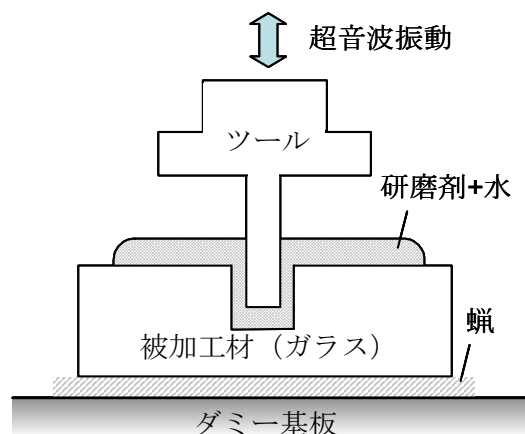 超音波振動
ツール
研磨剤+水
被加工材（ガラス）
蝋
ダミー基板